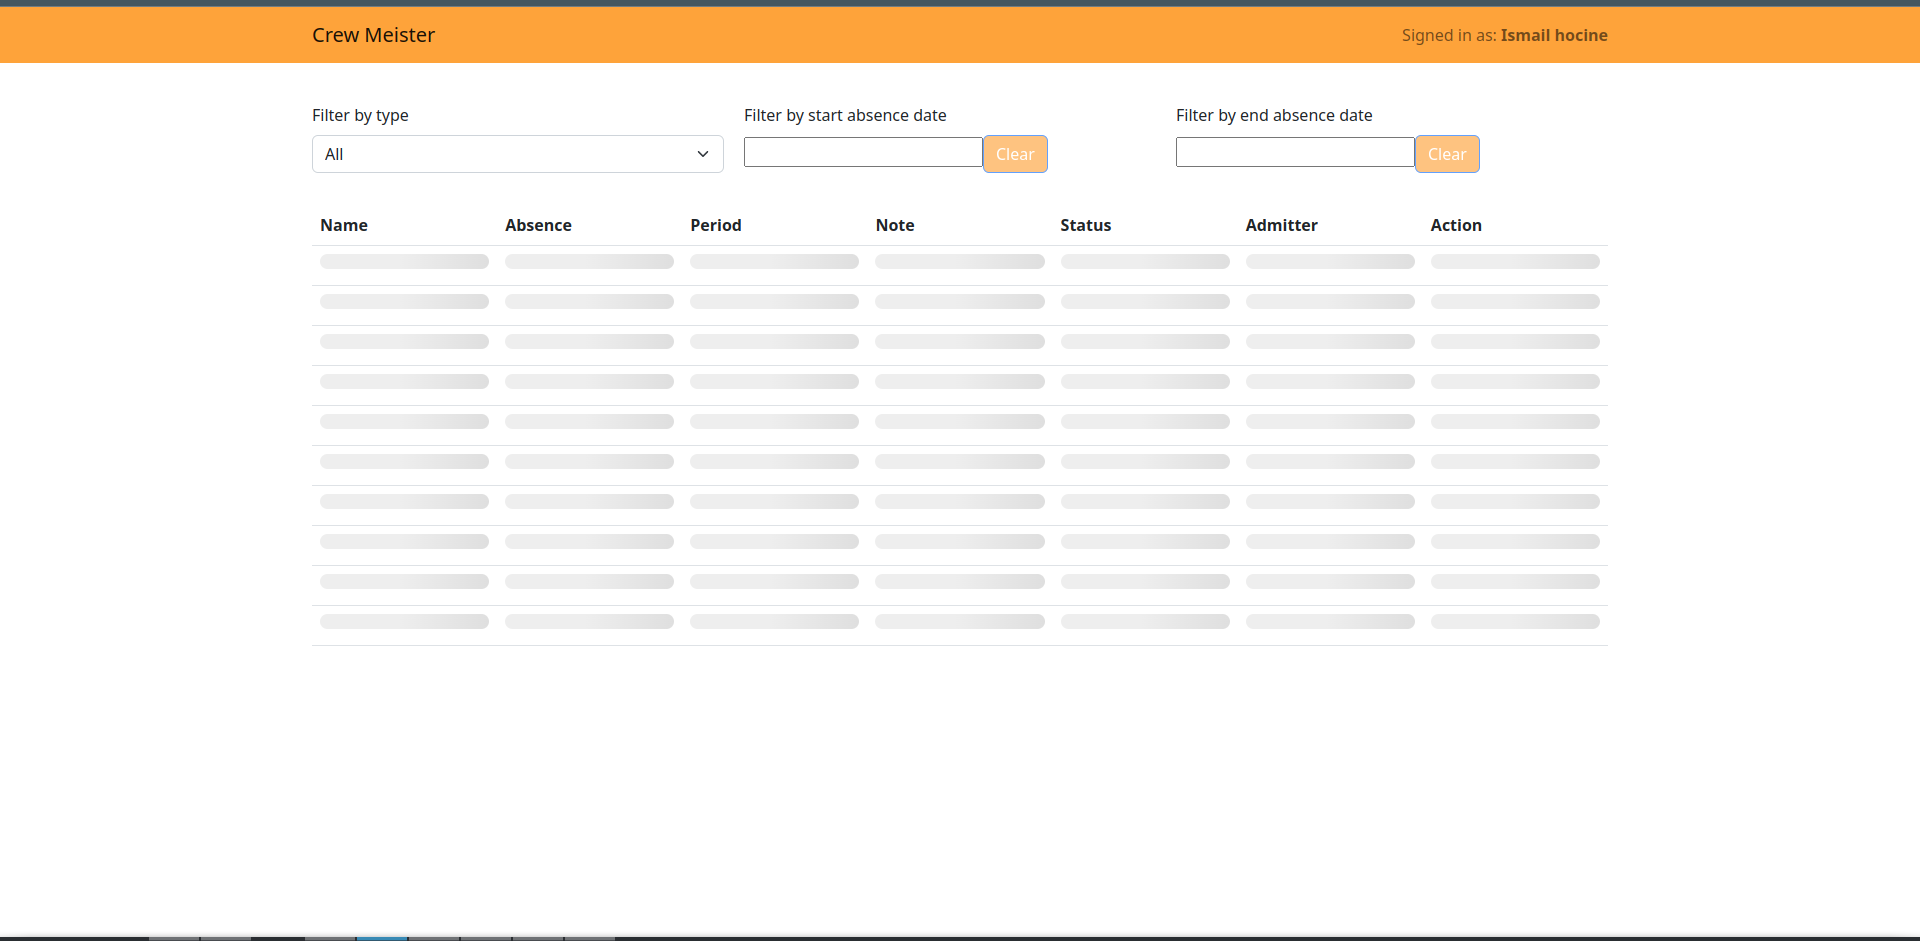 Crew Meister
Signed in as: Ismail hocine
Filter by type
Filter by start absence date
Filter by end absence date
All
Clear
Clear
Name Absence Period Note Status Admitter Action